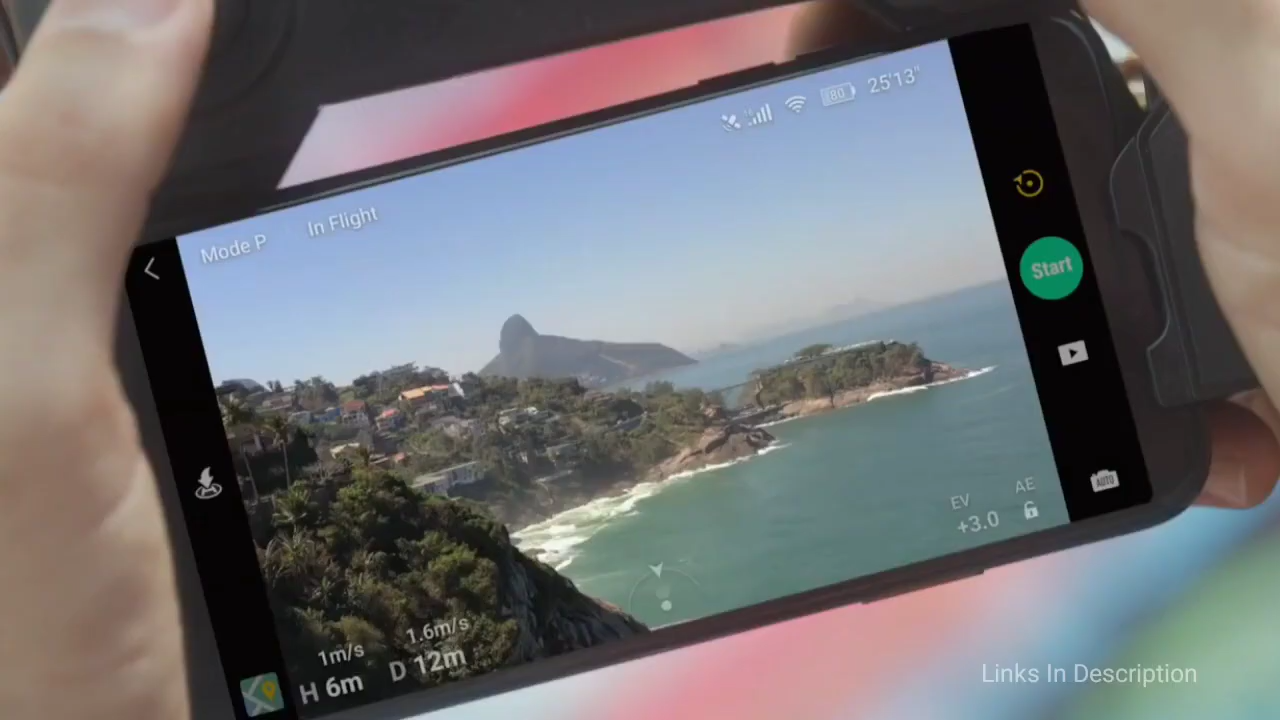 80 25'13"
Mode P In Flight
Start
EV AE
+3.0
AUTO
1m/s 1.6m/s
H 6m D 12m
Links In Description